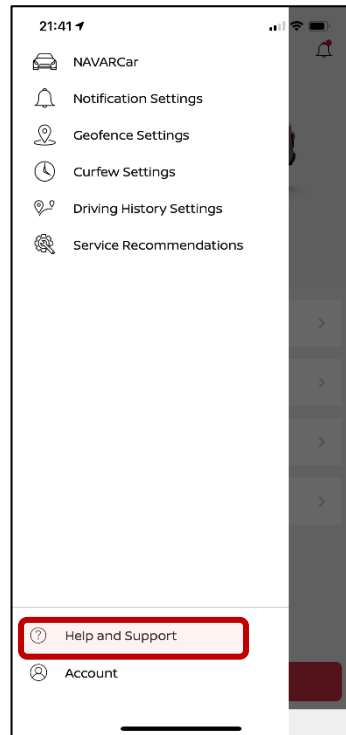 21:41
NAVARCar
Notification Settings
Geofence Settings
Curfew Settings
Driving History Settings
Service Recommendations
Help and Support
Account